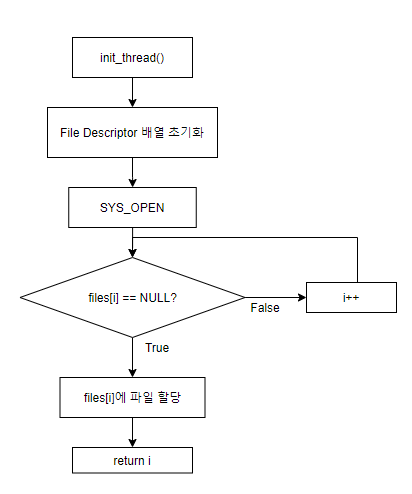 init_thread()
File Descriptor 배열 초기화
SYS_OPEN
files[i] == NULL?
False
i++
True
files[i]에 파일 할당
return i